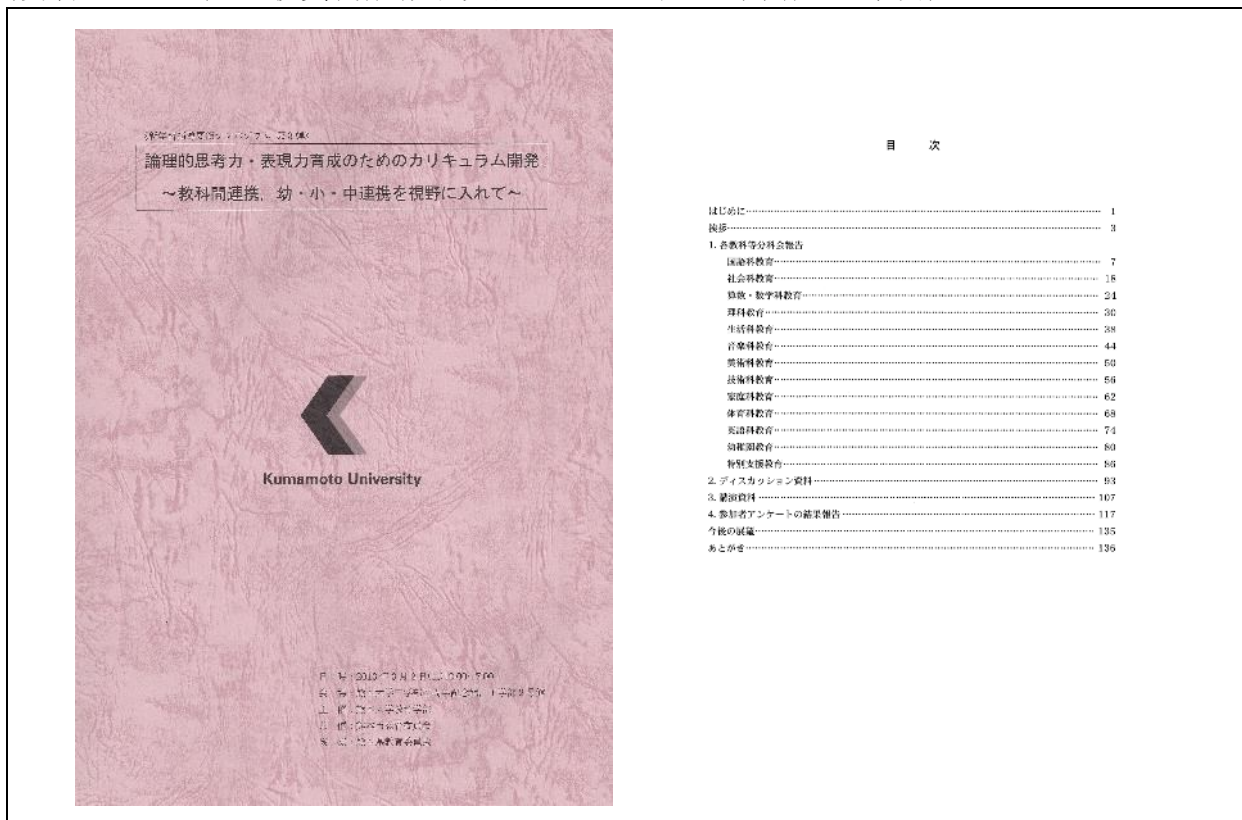 論理的思考力・表現力育成のためのカリキュラム開発
～教科間連携，幼・小・中連携を視野に入れて～
Kumamoto University
目 次
はじめに 1
挨拶 3
1. 各教科等分科会報告
国語科教育 7
社会科教育 18
算数・数学科教育 24
理科教育 30
生活科教育 38
音楽科教育 44
美術科教育 50
技術科教育 56
家庭科教育 62
体育科教育 68
英語科教育 74
幼稚園教育 80
特別支援教育 86
2. ディスカッション資料 93
3. 講演資料 107
4. 参加者アンケートの結果報告 117
今後の展望 135
あとがき 136